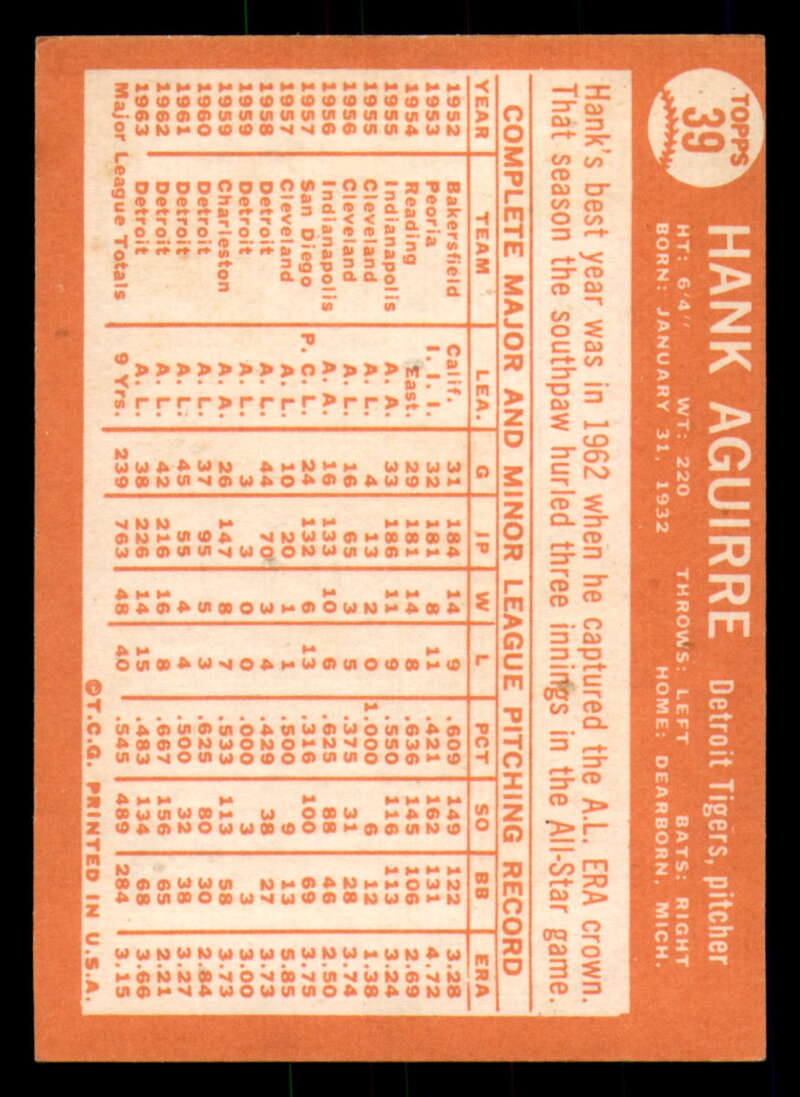 TOPPS
39
HANK AGUIRRE Detroit Tigers, pitcher
HT: 6'4" WT: 220 THROWS: LEFT BATS: RIGHT
BORN: JANUARY 31, 1932 HOME: DEARBORN, MICH.
Hank's best year was in 1962 when he captured the A.L. ERA crown.
That season the southpaw hurled three innings in the All-Star game.
COMPLETE MAJOR AND MINOR LEAGUE PITCHING RECORD
YEAR TEAM LEA. G IP W L PCT SO BB ERA
1952 Bakersfield Calif. 31 184 14 9 .609 149 122 3.28
1953 Peoria I. I. I. 32 181 8 11 .421 162 131 4.72
1954 Reading East. 29 181 14 8 .636 145 106 2.69
1955 Indianapolis A. A. 33 186 11 9 .550 116 113 3.24
1955 Cleveland A. L. 4 13 2 0 1.000 6 12 1.38
1956 Cleveland A. L. 16 65 3 5 .375 31 28 3.74
1956 Indianapolis A. A. 16 133 10 6 .625 88 46 2.50
1957 San Diego P. C. L. 24 132 6 13 .316 100 69 3.75
1957 Cleveland A. L. 10 20 1 1 .500 9 13 5.85
1958 Detroit A. L. 44 70 3 4 .429 38 27 3.73
1959 Detroit A. L. 3 3 0 0 .000 3 3 3.00
1959 Charleston A. A. 26 147 8 7 .533 113 58 3.73
1960 Detroit A. L. 37 95 5 3 .625 80 30 2.84
1961 Detroit A. L. 45 55 4 4 .500 32 38 3.27
1962 Detroit A. L. 42 216 16 8 .667 156 65 2.21
1963 Detroit A. L. 38 226 14 15 .483 134 68 3.66
Major League Totals 9 Yrs. 239 763 48 40 .545 489 284 3.15
©T.C.G. PRINTED IN U.S.A.